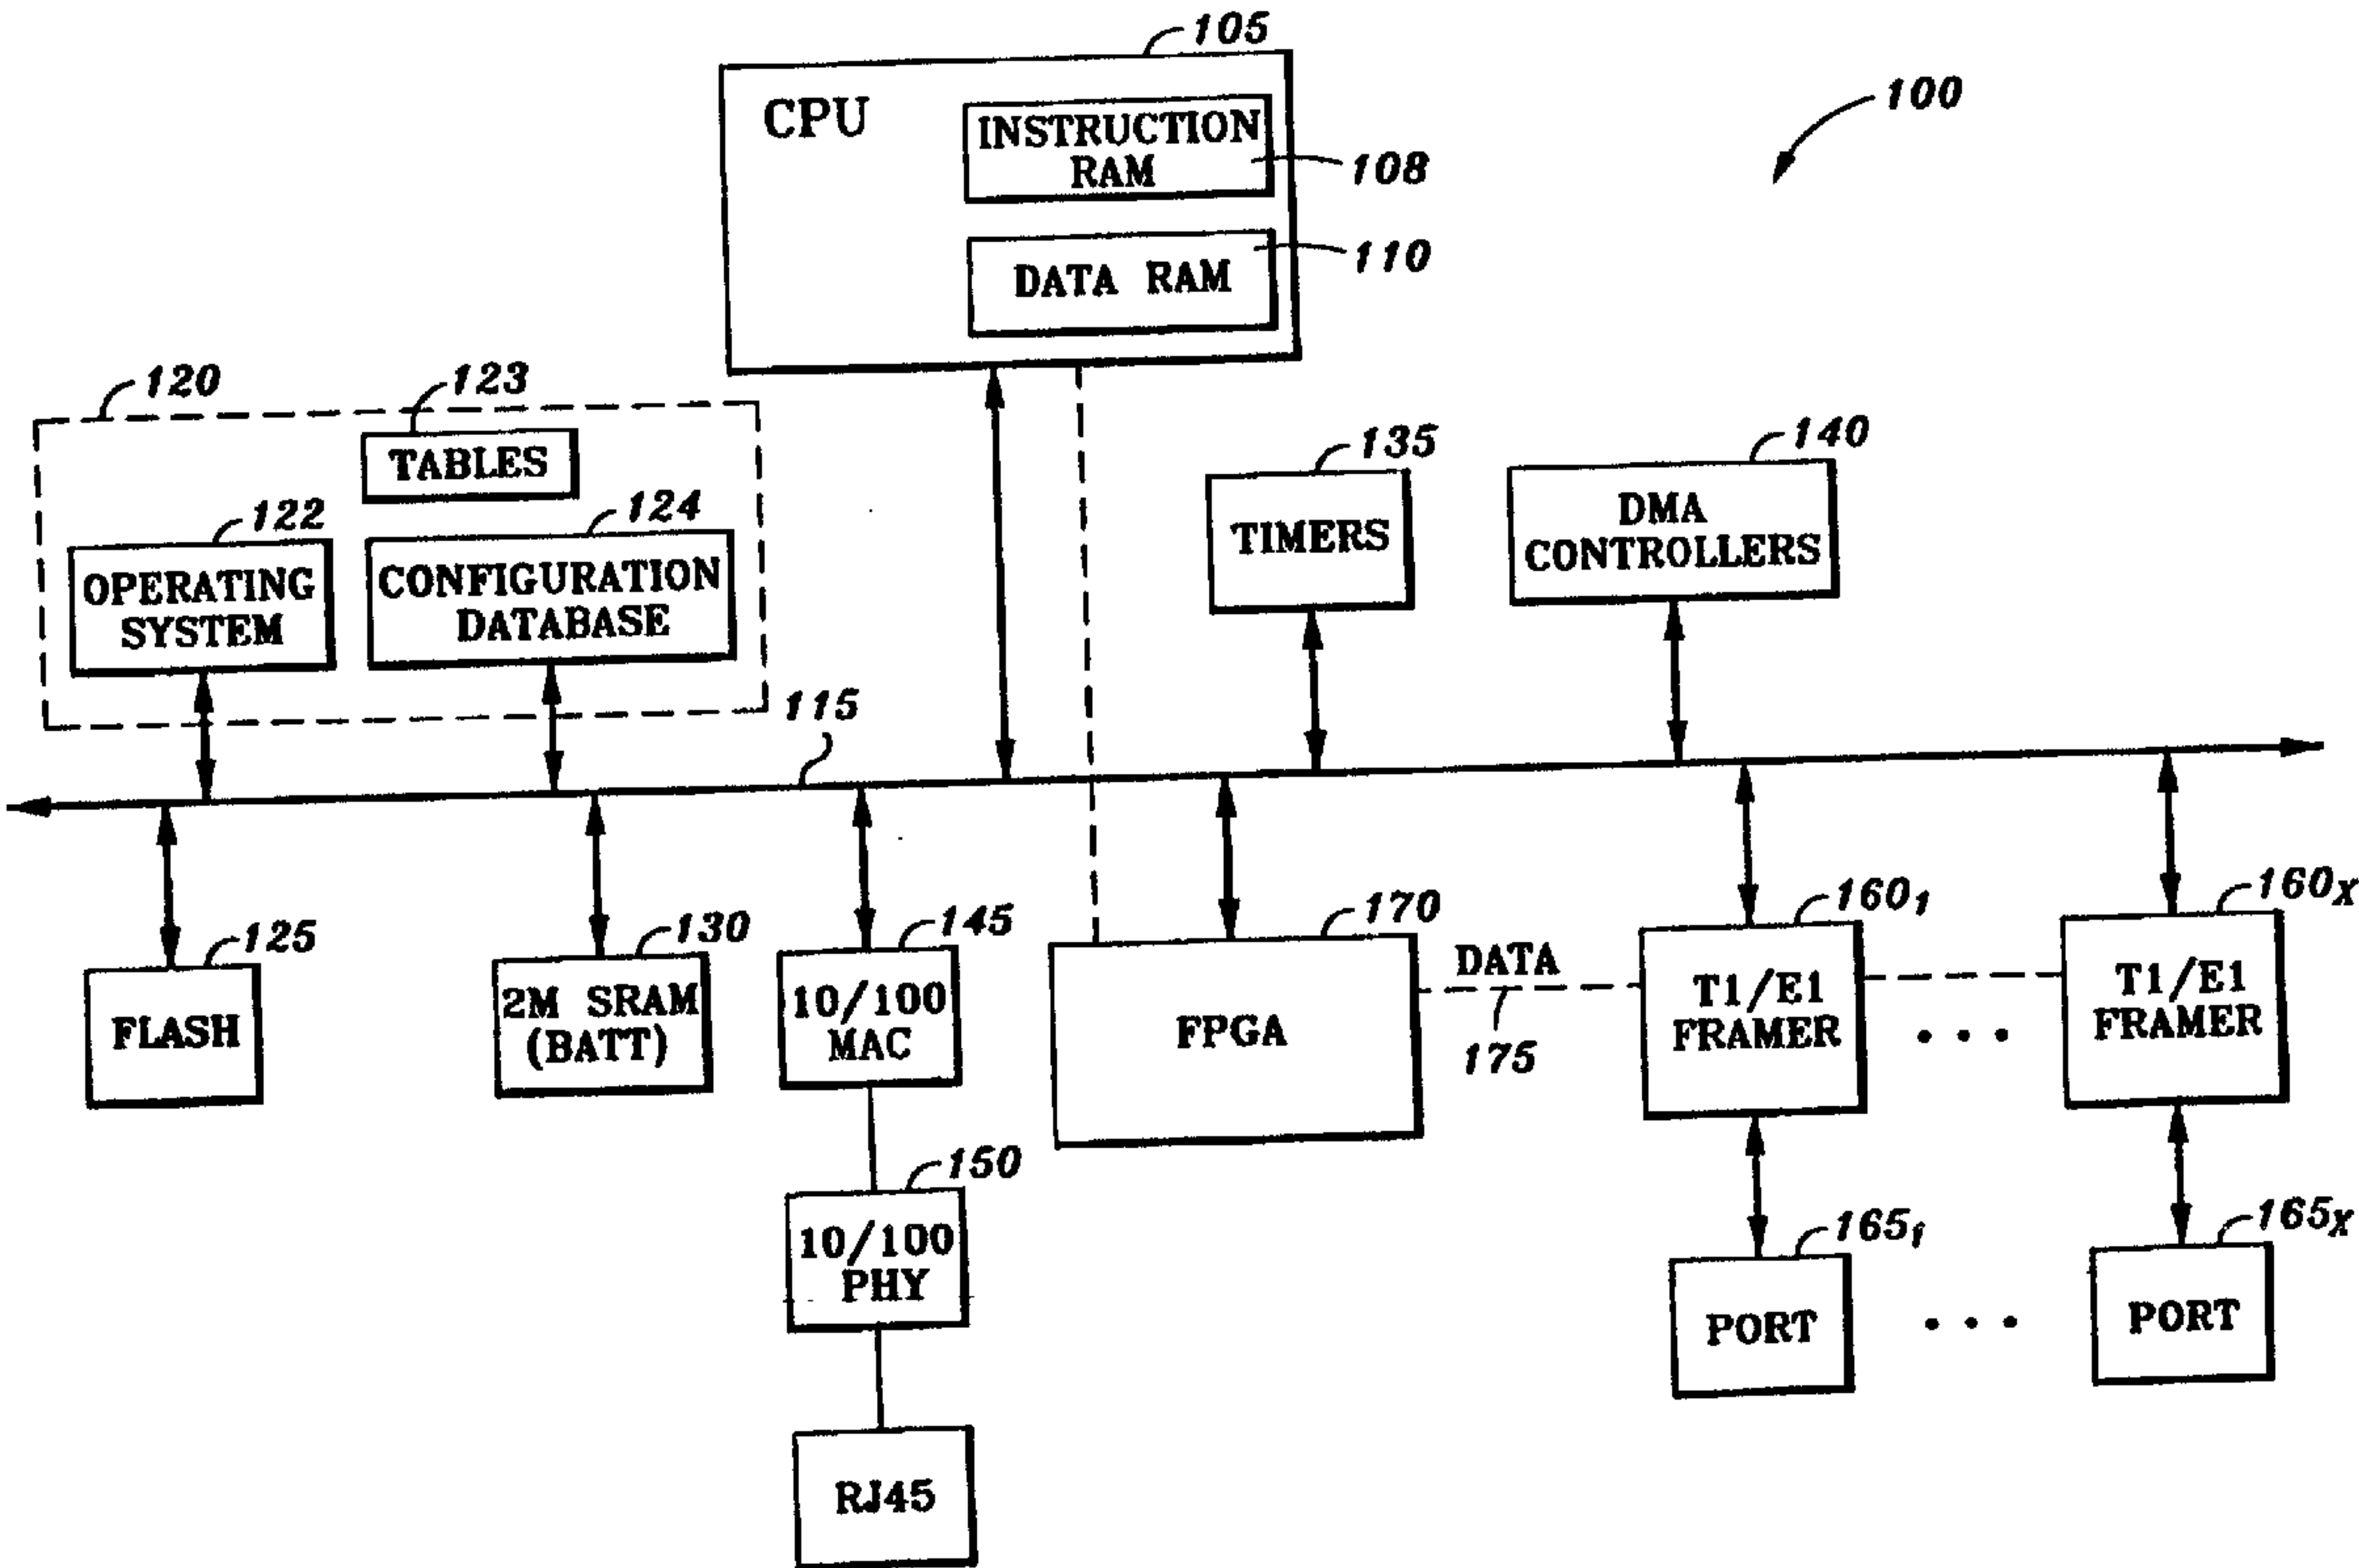 105
CPU
INSTRUCTION
RAM
108
100
DATA RAM
110
120
123
TABLES
122
OPERATING
SYSTEM
124
CONFIGURATION
DATABASE
135
TIMERS
140
DMA
CONTROLLERS
115
125
FLASH
130
2M SRAM
(BATT)
145
10/100
MAC
170
FPGA
DATA
175
160₁
T1/E1
FRAMER
• • •
160ₓ
T1/E1
FRAMER
150
10/100
PHY
165₁
PORT
• • •
165ₓ
PORT
RJ45